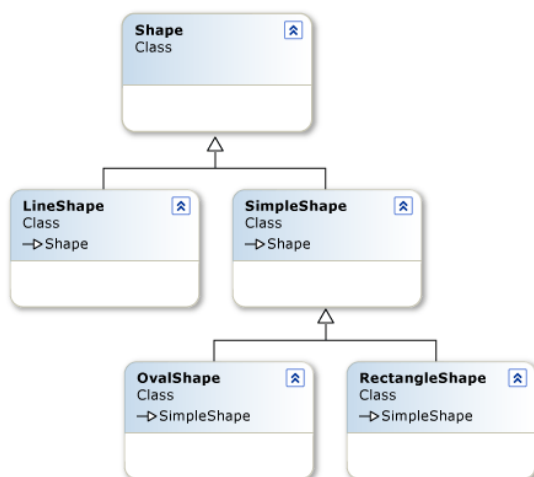 Shape
Class
LineShape
Class
Shape
SimpleShape
Class
Shape
OvalShape
Class
SimpleShape
RectangleShape
Class
SimpleShape